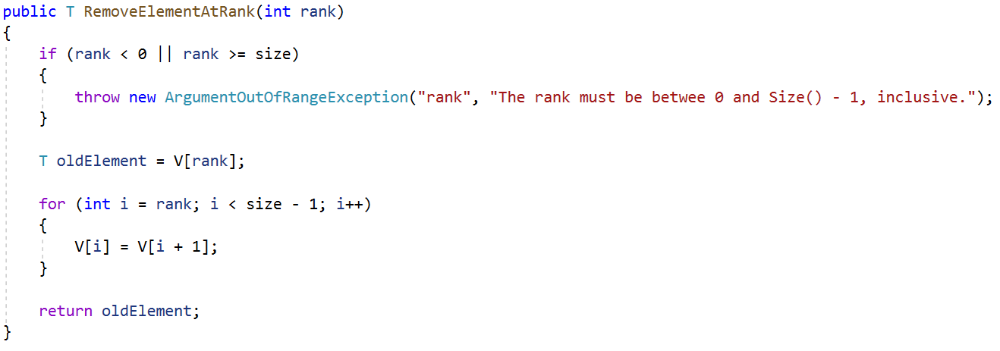 public T RemoveElementAtRank(int rank)
{
if (rank < 0 || rank >= size)
{
throw new ArgumentOutOfRangeException("rank", "The rank must be betwee 0 and Size() - 1, inclusive.");
}
T oldElement = V[rank];
for (int i = rank; i < size - 1; i++)
{
V[i] = V[i + 1];
}
return oldElement;
}